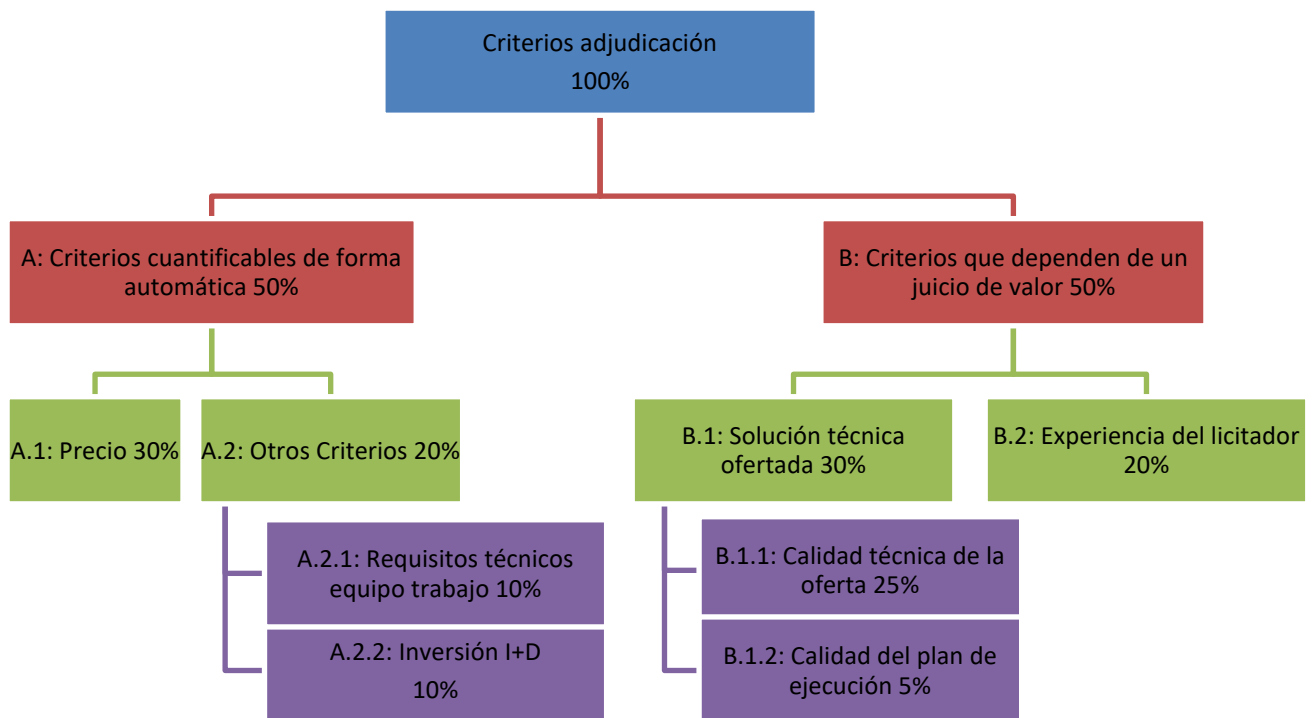 Criterios adjudicación
100%
A: Criterios cuantificables de forma
automática 50%
B: Criterios que dependen de un
juicio de valor 50%
A.1: Precio 30%
A.2: Otros Criterios 20%
B.1: Solución técnica
ofertada 30%
B.2: Experiencia del licitador
20%
A.2.1: Requisitos técnicos
equipo trabajo 10%
A.2.2: Inversión I+D
10%
B.1.1: Calidad técnica de la
oferta 25%
B.1.2: Calidad del plan de
ejecución 5%